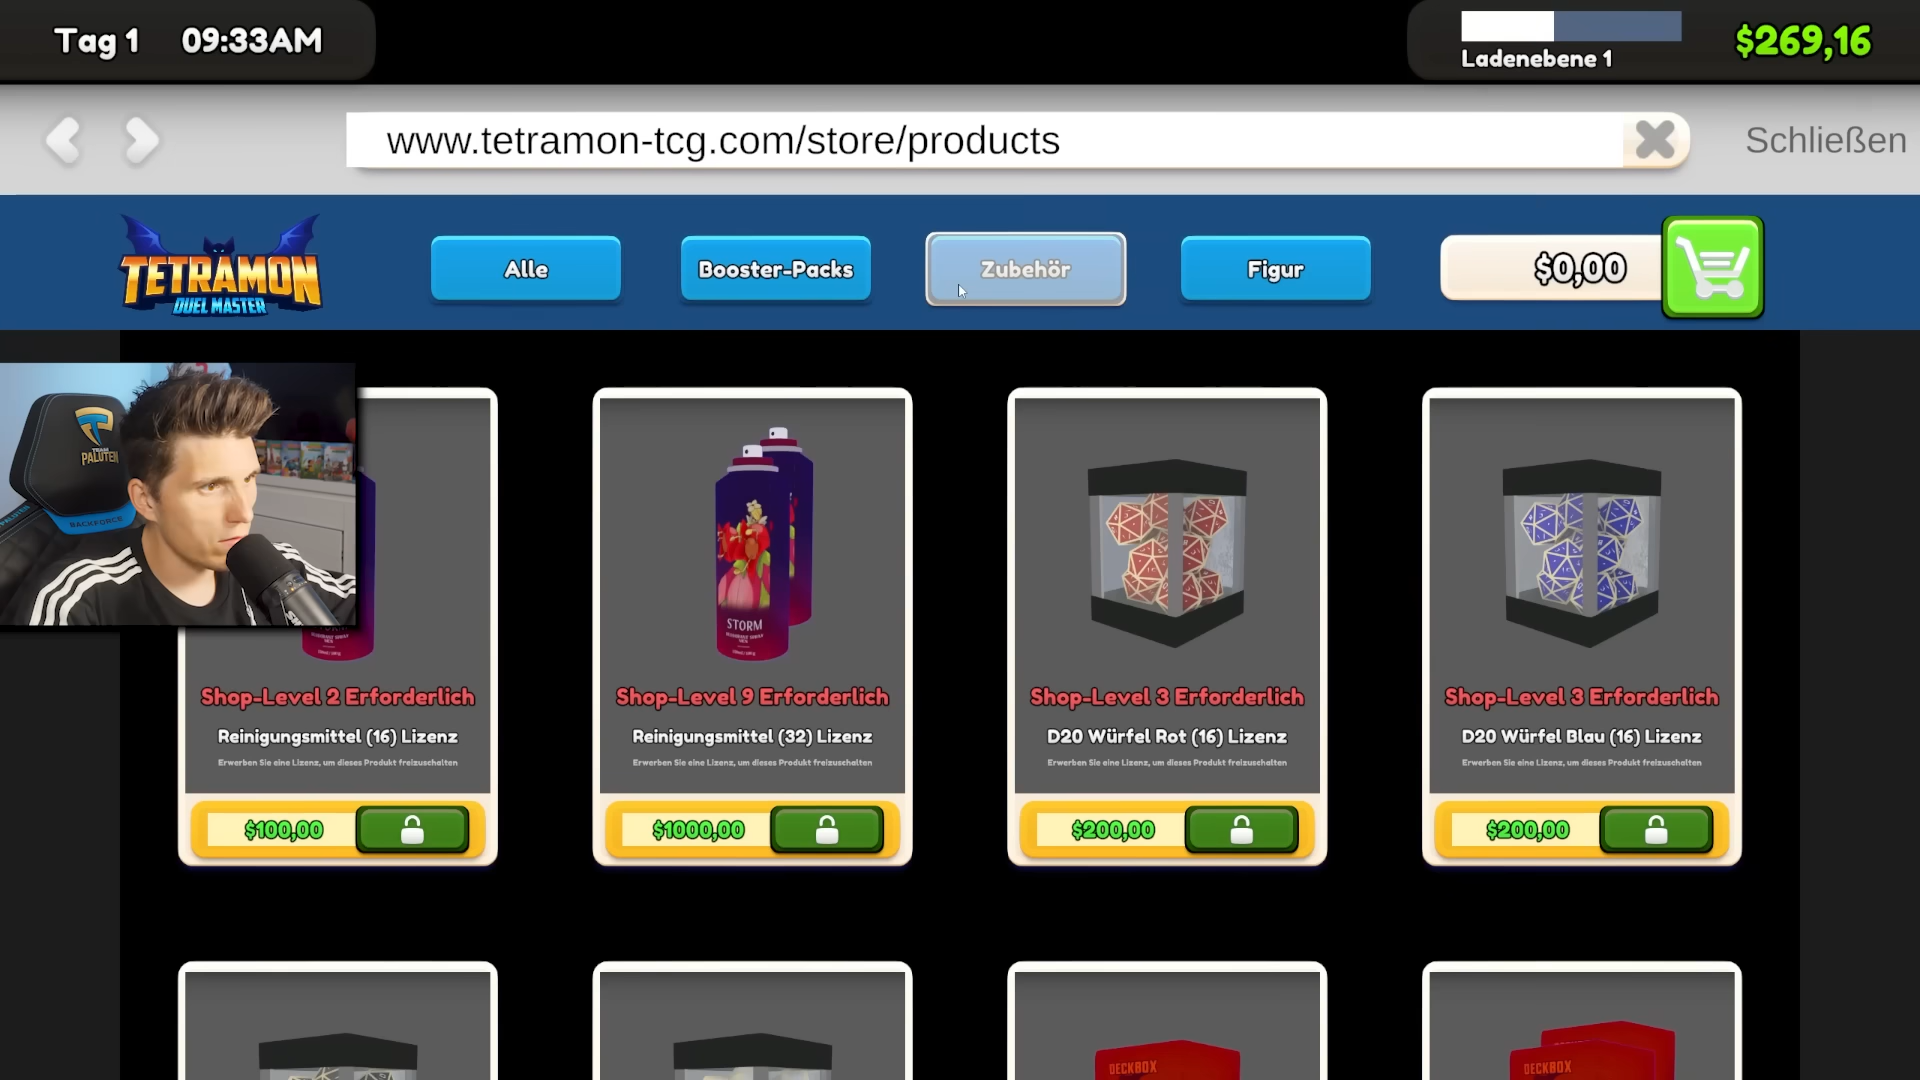 Tag 1 09:33AM
Ladenebene 1
$269,16
www.tetramon-tcg.com/store/products
Schließen
TETRAMON
DUEL MASTER
Alle
Booster-Packs
Zubehör
Figur
$0,00
TEAM
PALUTEN
BACKFORCE
STORM
Shop-Level 2 Erforderlich
Reinigungsmittel (16) Lizenz
Erwerben Sie eine Lizenz, um dieses Produkt freizuschalten
$100,00
Shop-Level 9 Erforderlich
Reinigungsmittel (32) Lizenz
Erwerben Sie eine Lizenz, um dieses Produkt freizuschalten
$1000,00
Shop-Level 3 Erforderlich
D20 Würfel Rot (16) Lizenz
Erwerben Sie eine Lizenz, um dieses Produkt freizuschalten
$200,00
Shop-Level 3 Erforderlich
D20 Würfel Blau (16) Lizenz
Erwerben Sie eine Lizenz, um dieses Produkt freizuschalten
$200,00
DECKBOX
DECKBOX